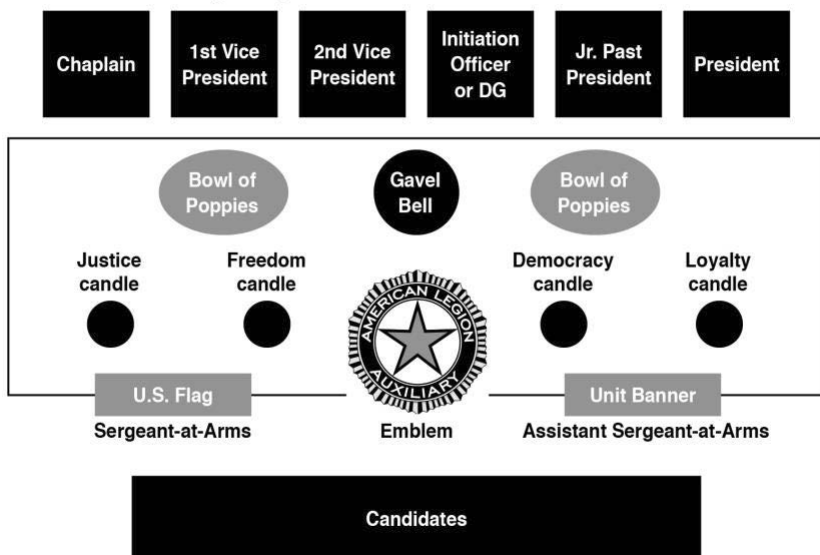 Chaplain
1st Vice
President
2nd Vice
President
Initiation
Officer
or DG
Jr. Past
President
President
Bowl of
Poppies
Gavel
Bell
Bowl of
Poppies
Justice
candle
Freedom
candle
Democracy
candle
Loyalty
candle
AMERICAN LEGION
AUXILIARY
U.S. Flag
Unit Banner
Sergeant-at-Arms
Emblem
Assistant Sergeant-at-Arms
Candidates